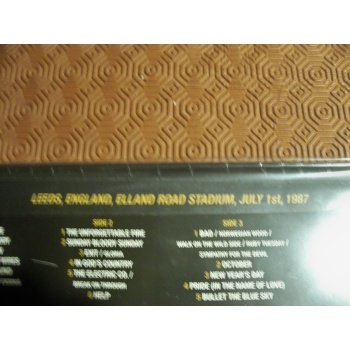 LEEDS, ENGLAND, ELLAND ROAD STADIUM, JULY 1st, 1987
SIDE 2
1 THE UNFORGETTABLE FIRE
2 SUNDAY BLOODY SUNDAY
3 EXIT / GLORIA
4 IN GOD'S COUNTRY
5 THE ELECTRIC CO. /
BREAK ON THROUGH
6 HELP
SIDE 3
1 BAD / NORWEGIAN WOOD /
WALK ON THE WILD SIDE / RUBY TUESDAY /
SYMPATHY FOR THE DEVIL
2 OCTOBER
3 NEW YEAR'S DAY
4 PRIDE (IN THE NAME OF LOVE)
5 BULLET THE BLUE SKY